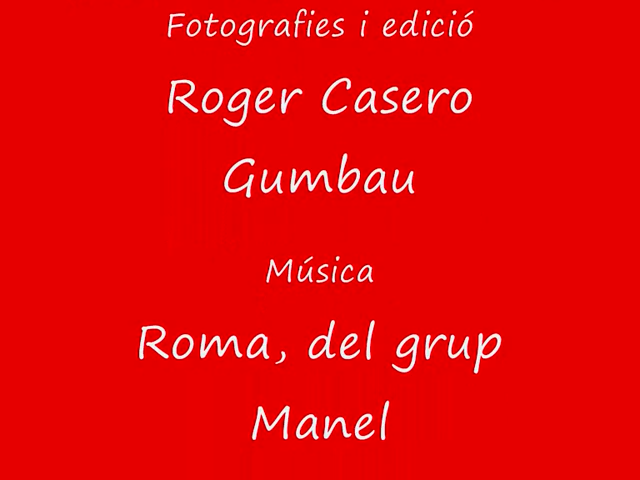 Fotografies i edició
Roger Casero
Gumbau
Música
Roma, del grup
Manel